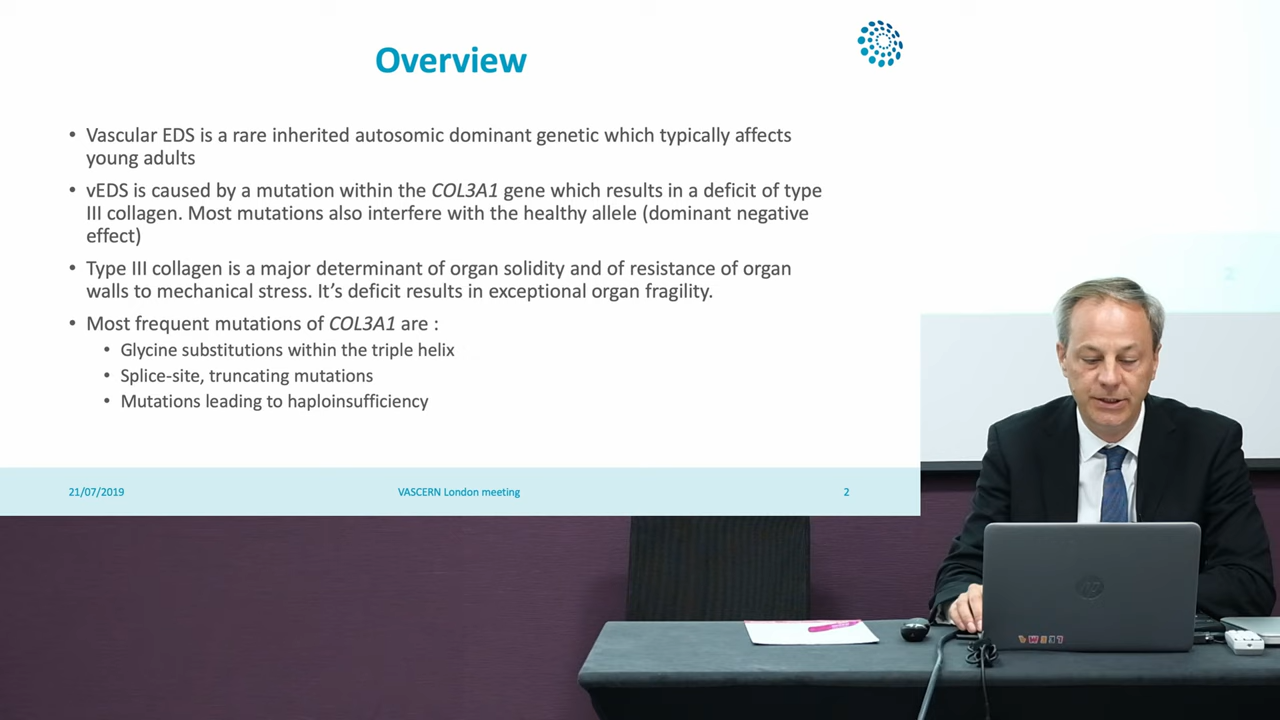 Overview
• Vascular EDS is a rare inherited autosomic dominant genetic which typically affects
young adults
• vEDS is caused by a mutation within the COL3A1 gene which results in a deficit of type
III collagen. Most mutations also interfere with the healthy allele (dominant negative
effect)
• Type III collagen is a major determinant of organ solidity and of resistance of organ
walls to mechanical stress. It’s deficit results in exceptional organ fragility.
• Most frequent mutations of COL3A1 are :
• Glycine substitutions within the triple helix
• Splice-site, truncating mutations
• Mutations leading to haploinsufficiency
21/07/2019 VASCERN London meeting 2
2
hp